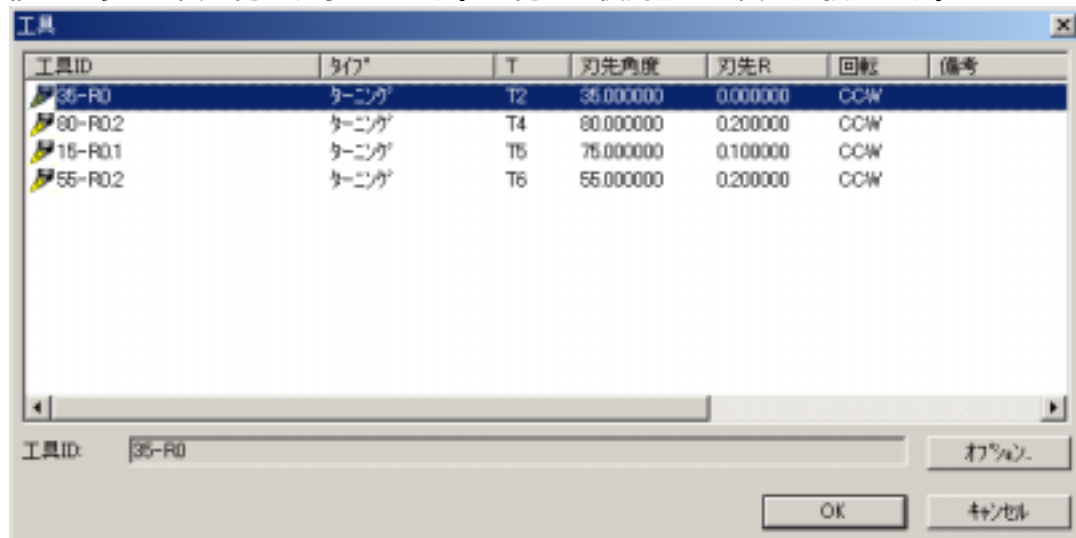 工具
工具ID ﾀｲﾌﾟ T 刃先角度 刃先R 回転 備考
35-R0 ﾀｰﾆﾝｸﾞ T2 35.000000 0.000000 CCW
80-R0.2 ﾀｰﾆﾝｸﾞ T4 80.000000 0.200000 CCW
15-R0.1 ﾀｰﾆﾝｸﾞ T5 75.000000 0.100000 CCW
55-R0.2 ﾀｰﾆﾝｸﾞ T6 55.000000 0.200000 CCW
工具ID: 35-R0 ｵﾌﾟｼｮﾝ..
OK ｷｬﾝｾﾙ